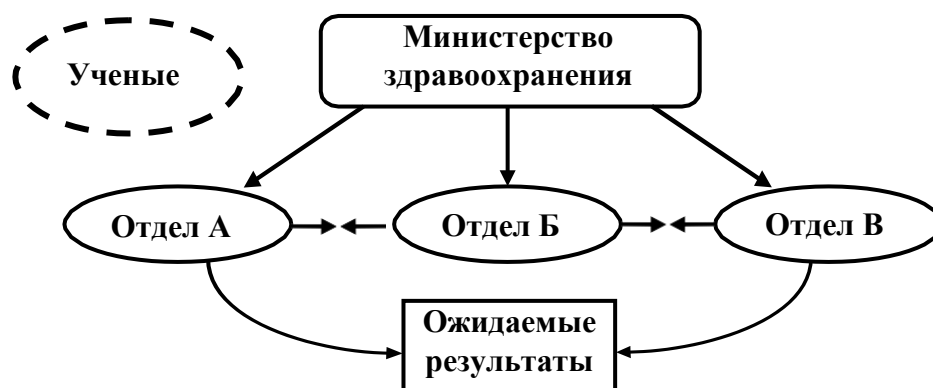 Ученые
Министерство
здравоохранения
Отдел А
Отдел Б
Отдел В
Ожидаемые
результаты